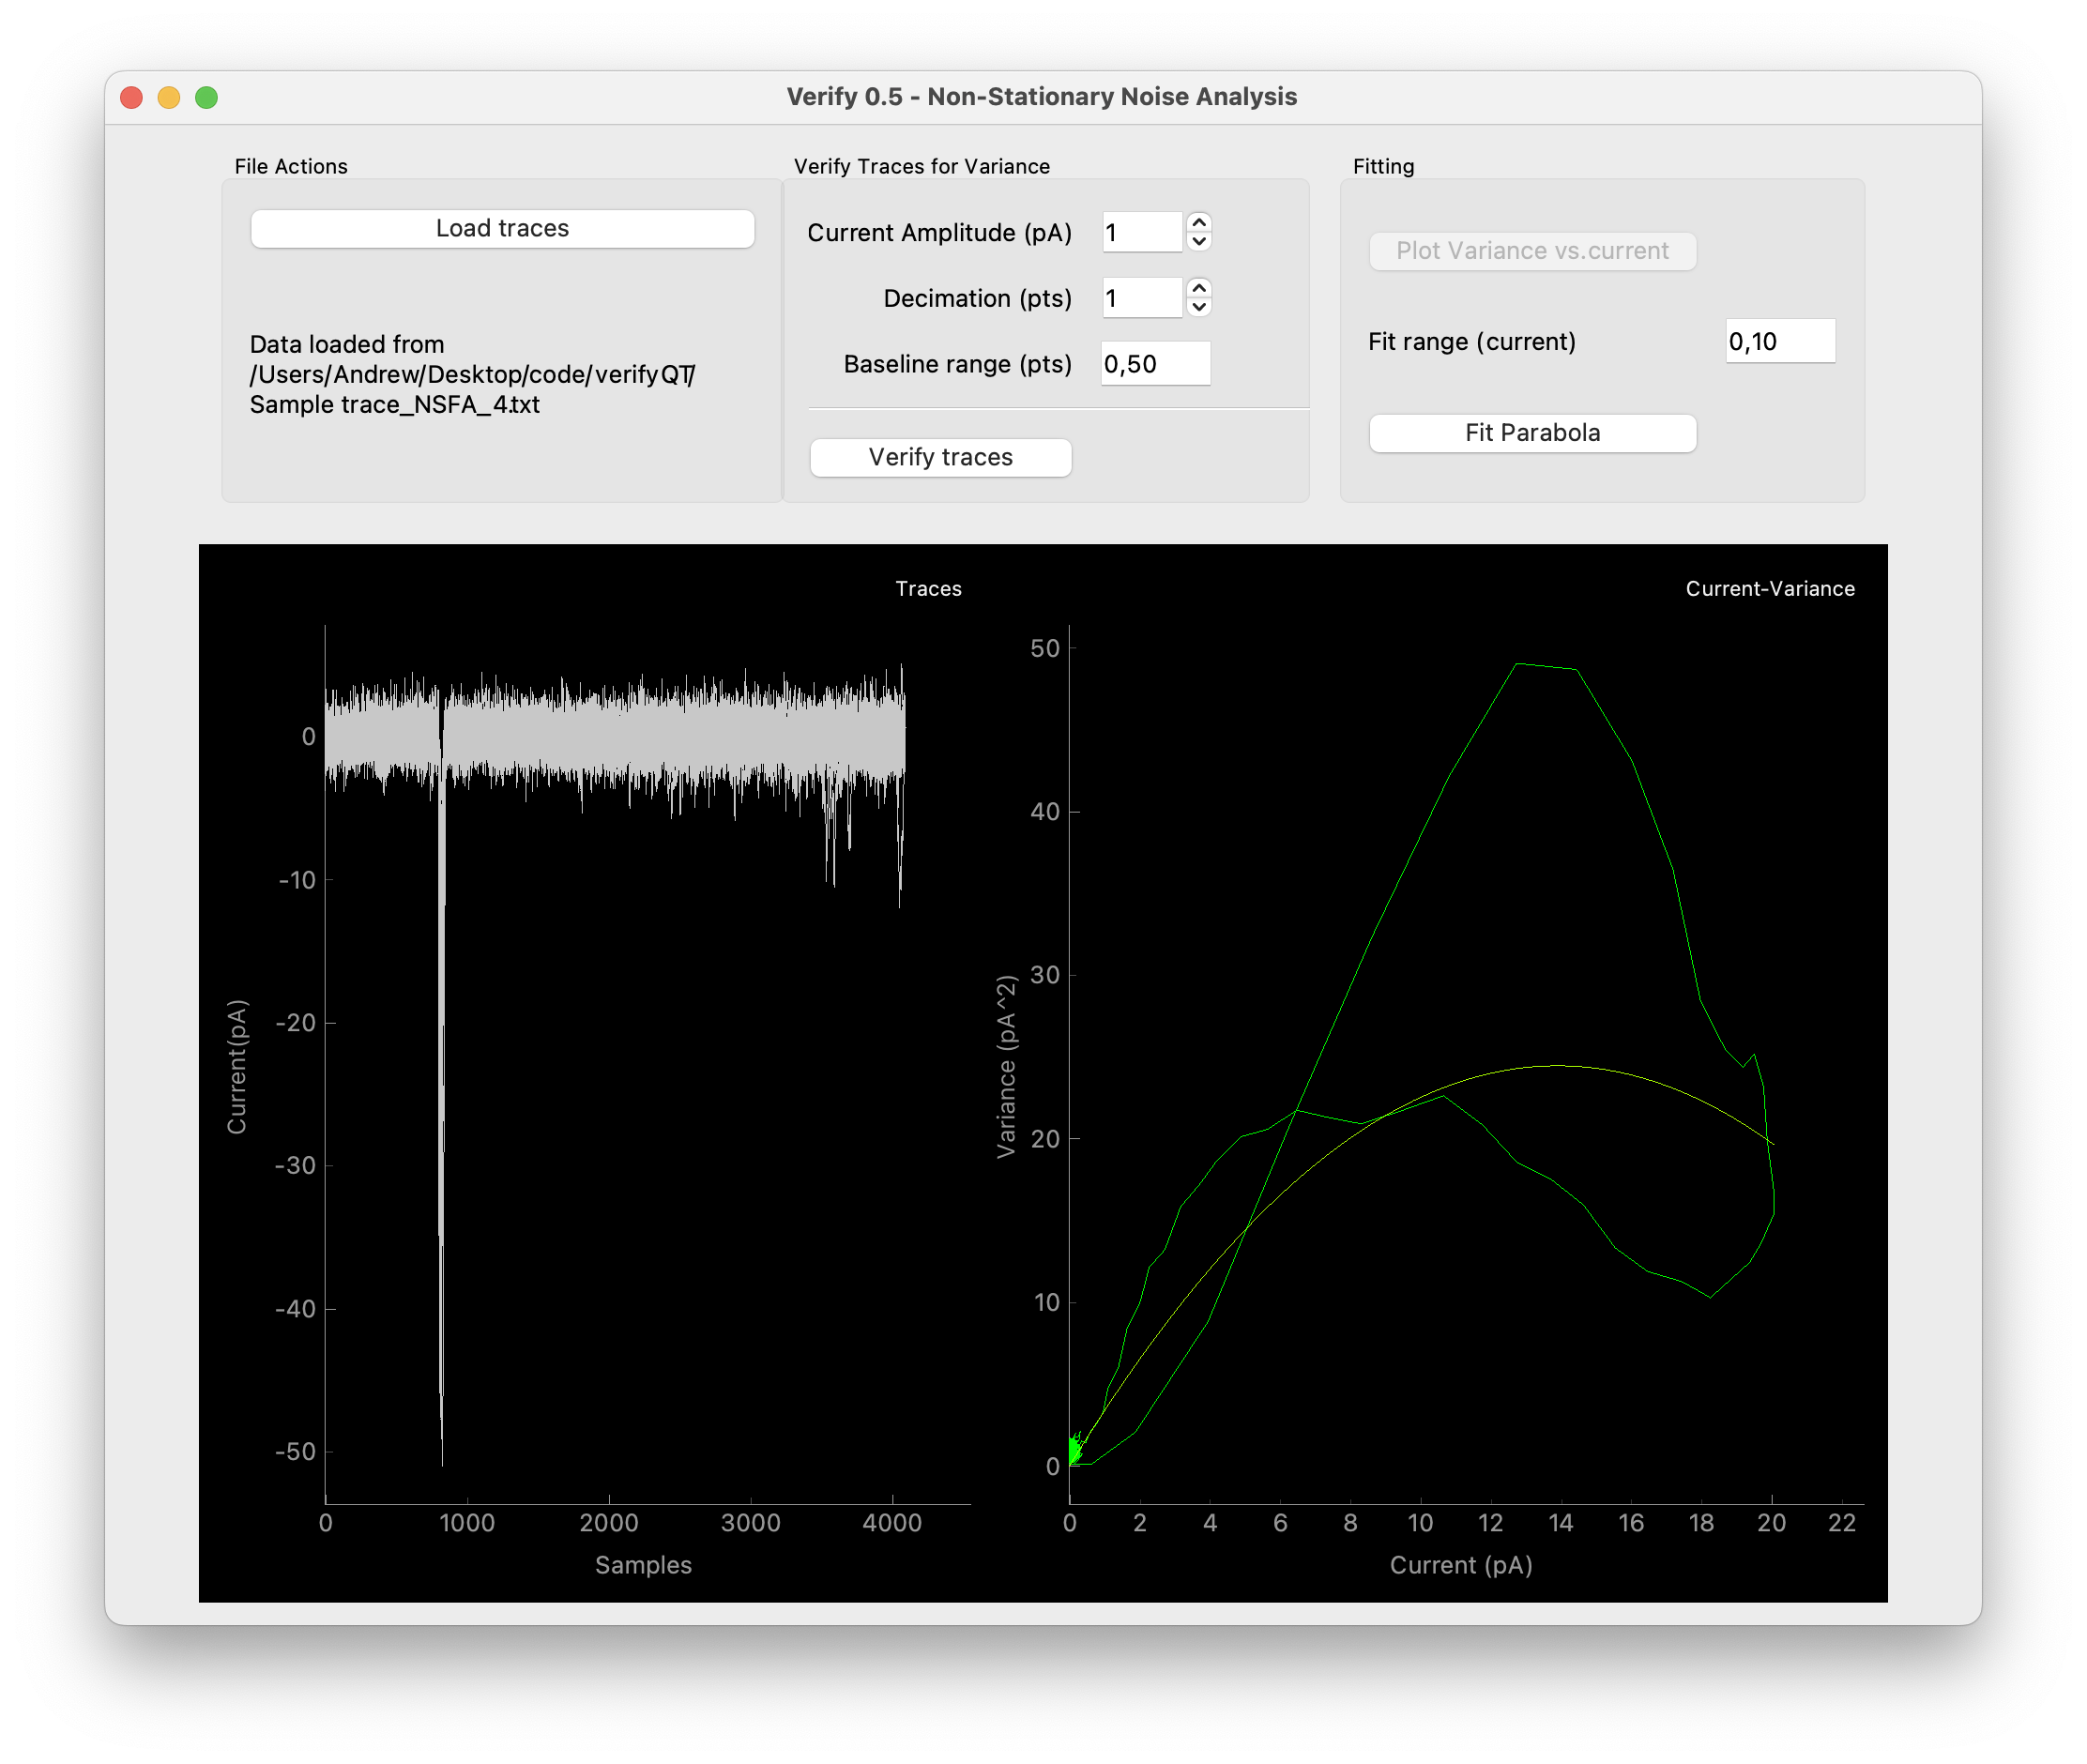 Verify 0.5 - Non-Stationary Noise Analysis
File Actions
Load traces
Data loaded from
/Users/Andrew/Desktop/code/verifyQT/
Sample trace_NSFA_4.txt
Verify Traces for Variance
Current Amplitude (pA) 1
Decimation (pts) 1
Baseline range (pts) 0,50
Verify traces
Fitting
Plot Variance vs.current
Fit range (current) 0,10
Fit Parabola
Traces
Current(pA)
0
-10
-20
-30
-40
-50
0 1000 2000 3000 4000
Samples
Current-Variance
Variance (pA^2)
50
40
30
20
10
0
0 2 4 6 8 10 12 14 16 18 20 22
Current (pA)